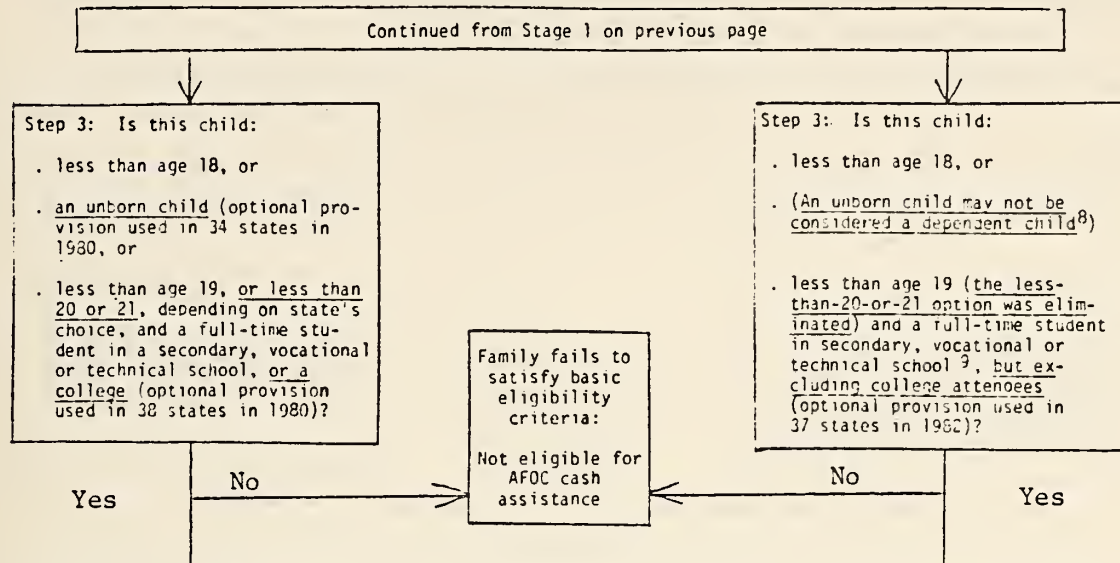 Continued from Stage 1 on previous page
Step 3: Is this child:
. less than age 18, or
. an unborn child (optional pro-
vision used in 34 states in
1980, or
. less than age 19, or less than
20 or 21, depending on state's
choice, and a full-time stu-
dent in a secondary, vocational
or technical school, or a
college (optional provision
used in 38 states in 1980)?
Yes
No
Family fails to
satisfy basic
eligibility
criteria:
Not eligible for
AFDC cash
assistance
Step 3: Is this child:
. less than age 18, or
. (An unborn child may not be
considered a dependent child8)
. less than age 19 (the less-
than-20-or-21 option was elim-
inated) and a full-time student
in secondary, vocational or
technical school 9, but ex-
cluding college attendees
(optional provision used in
37 states in 1982)?
No
Yes